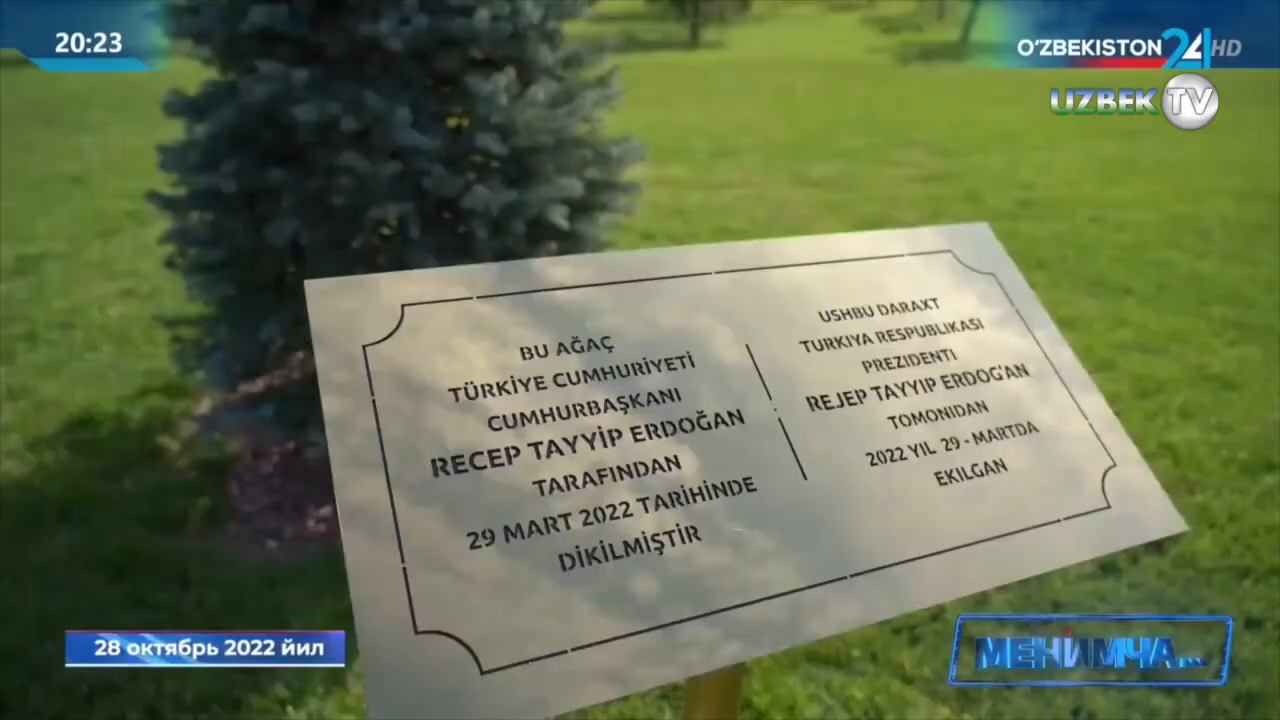 20:23
O‘ZBEKISTON 24 HD
UZBEK TV
BU AĞAÇ
TÜRKİYE CUMHURİYETİ
CUMHURBAŞKANI
RECEP TAYYİP ERDOĞAN
TARAFINDAN
29 MART 2022 TARİHİNDE
DİKİLMİŞTİR
USHBU DARAXT
TURKIYA RESPUBLIKASI
PREZIDENTI
REJEP TAYYIP ERDOG'AN
TOMONIDAN
2022 YIL 29 - MARTDA
EKILGAN
28 октябрь 2022 йил
МЕНИМЧА...